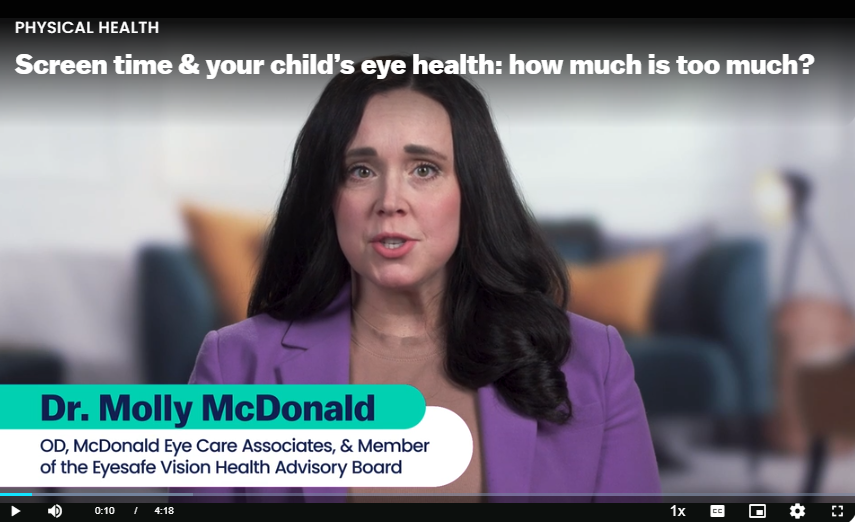 PHYSICAL HEALTH
Screen time & your child’s eye health: how much is too much?
Dr. Molly McDonald
OD, McDonald Eye Care Associates, & Member
of the Eyesafe Vision Health Advisory Board
0:10 / 4:18 1x CC